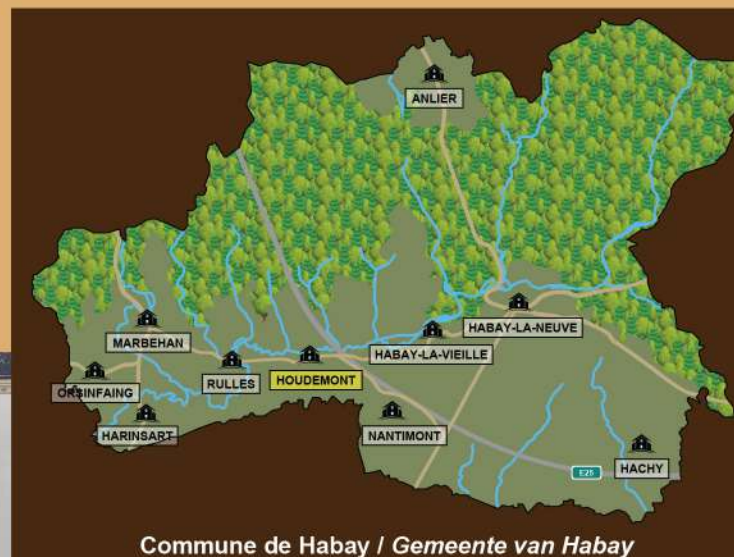 ANLIER
HABAY-LA-NEUVE
MARBEHAN
HABAY-LA-VIEILLE
RULLES
HOUDEMONT
ORSINFAING
HARINSART
NANTIMONT
HACHY
E25
Commune de Habay / Gemeente van Habay